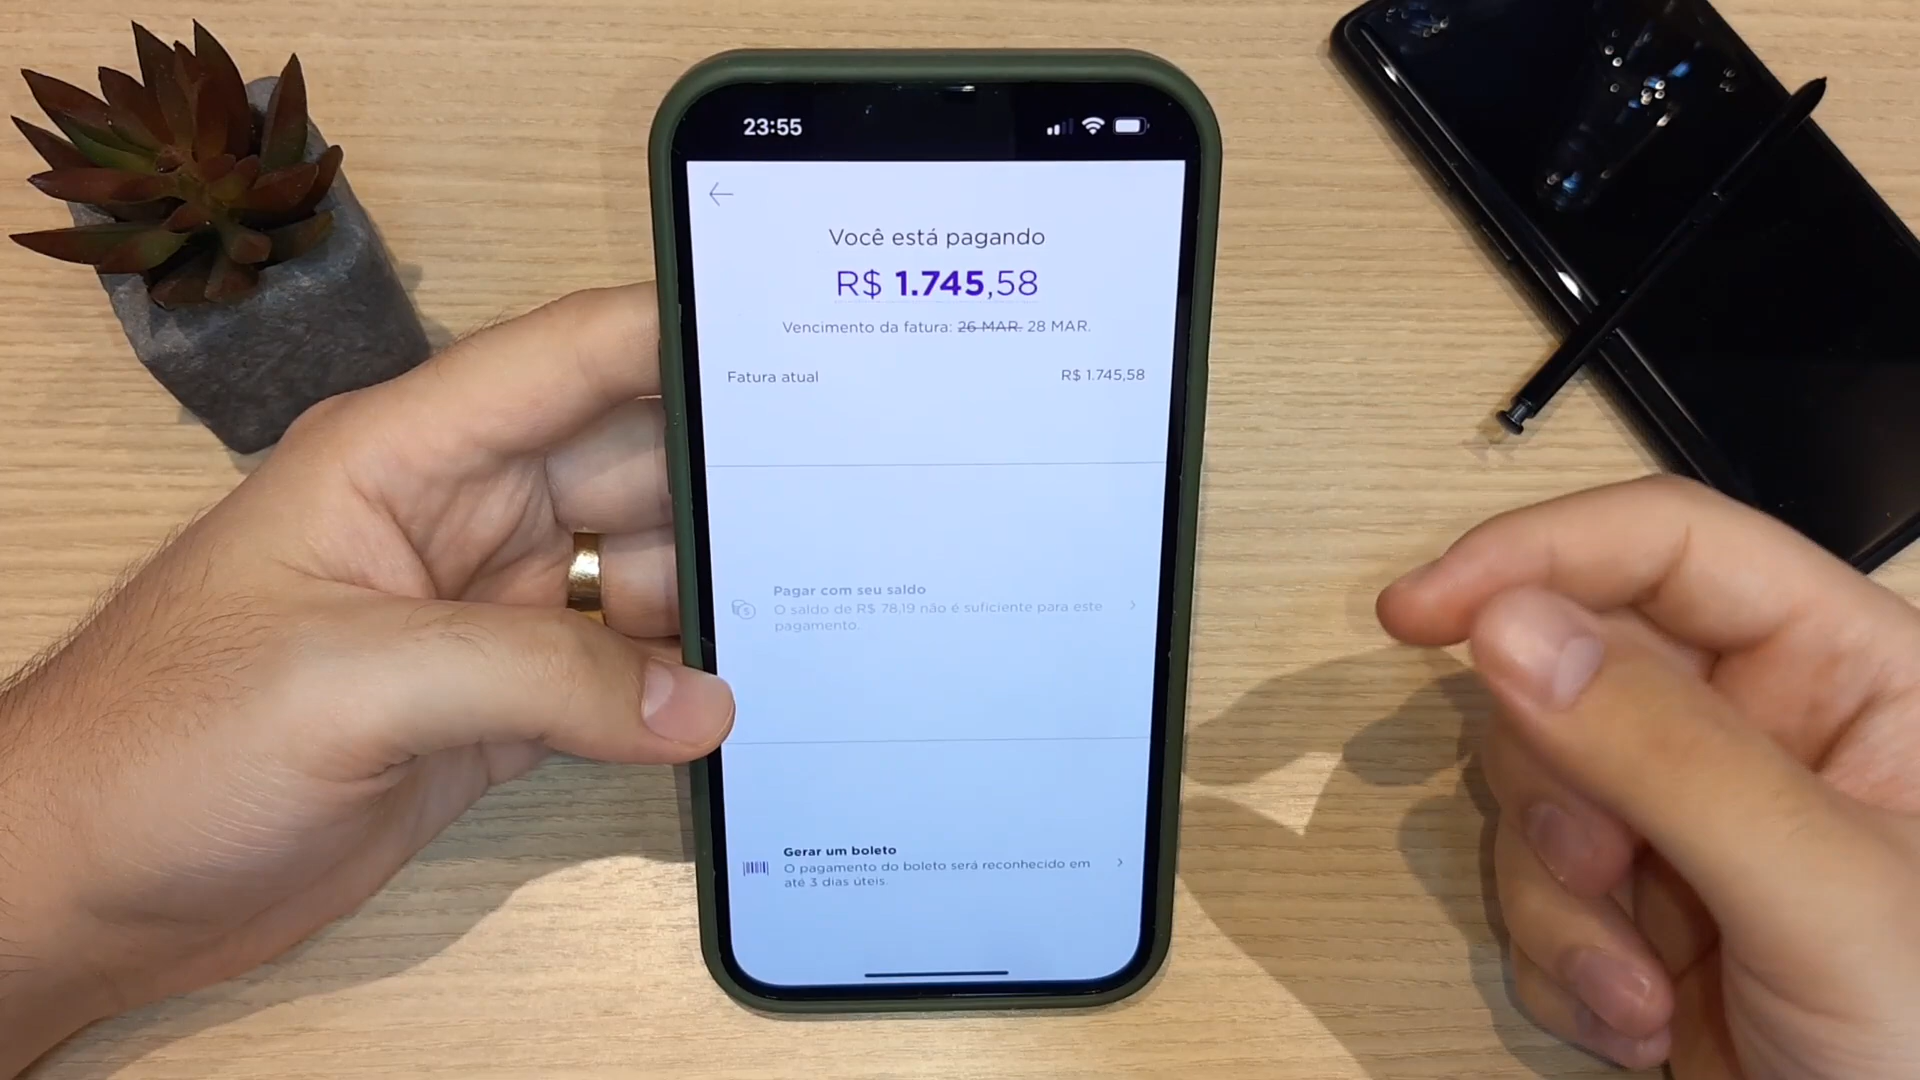 23:55
Você está pagando
R$ 1.745,58
Vencimento da fatura: 26 MAR. 28 MAR.
Fatura atual R$ 1.745,58
Pagar com seu saldo
O saldo de R$ 78,19 não é suficiente para este
pagamento.
Gerar um boleto
O pagamento do boleto será reconhecido em
até 3 dias úteis.